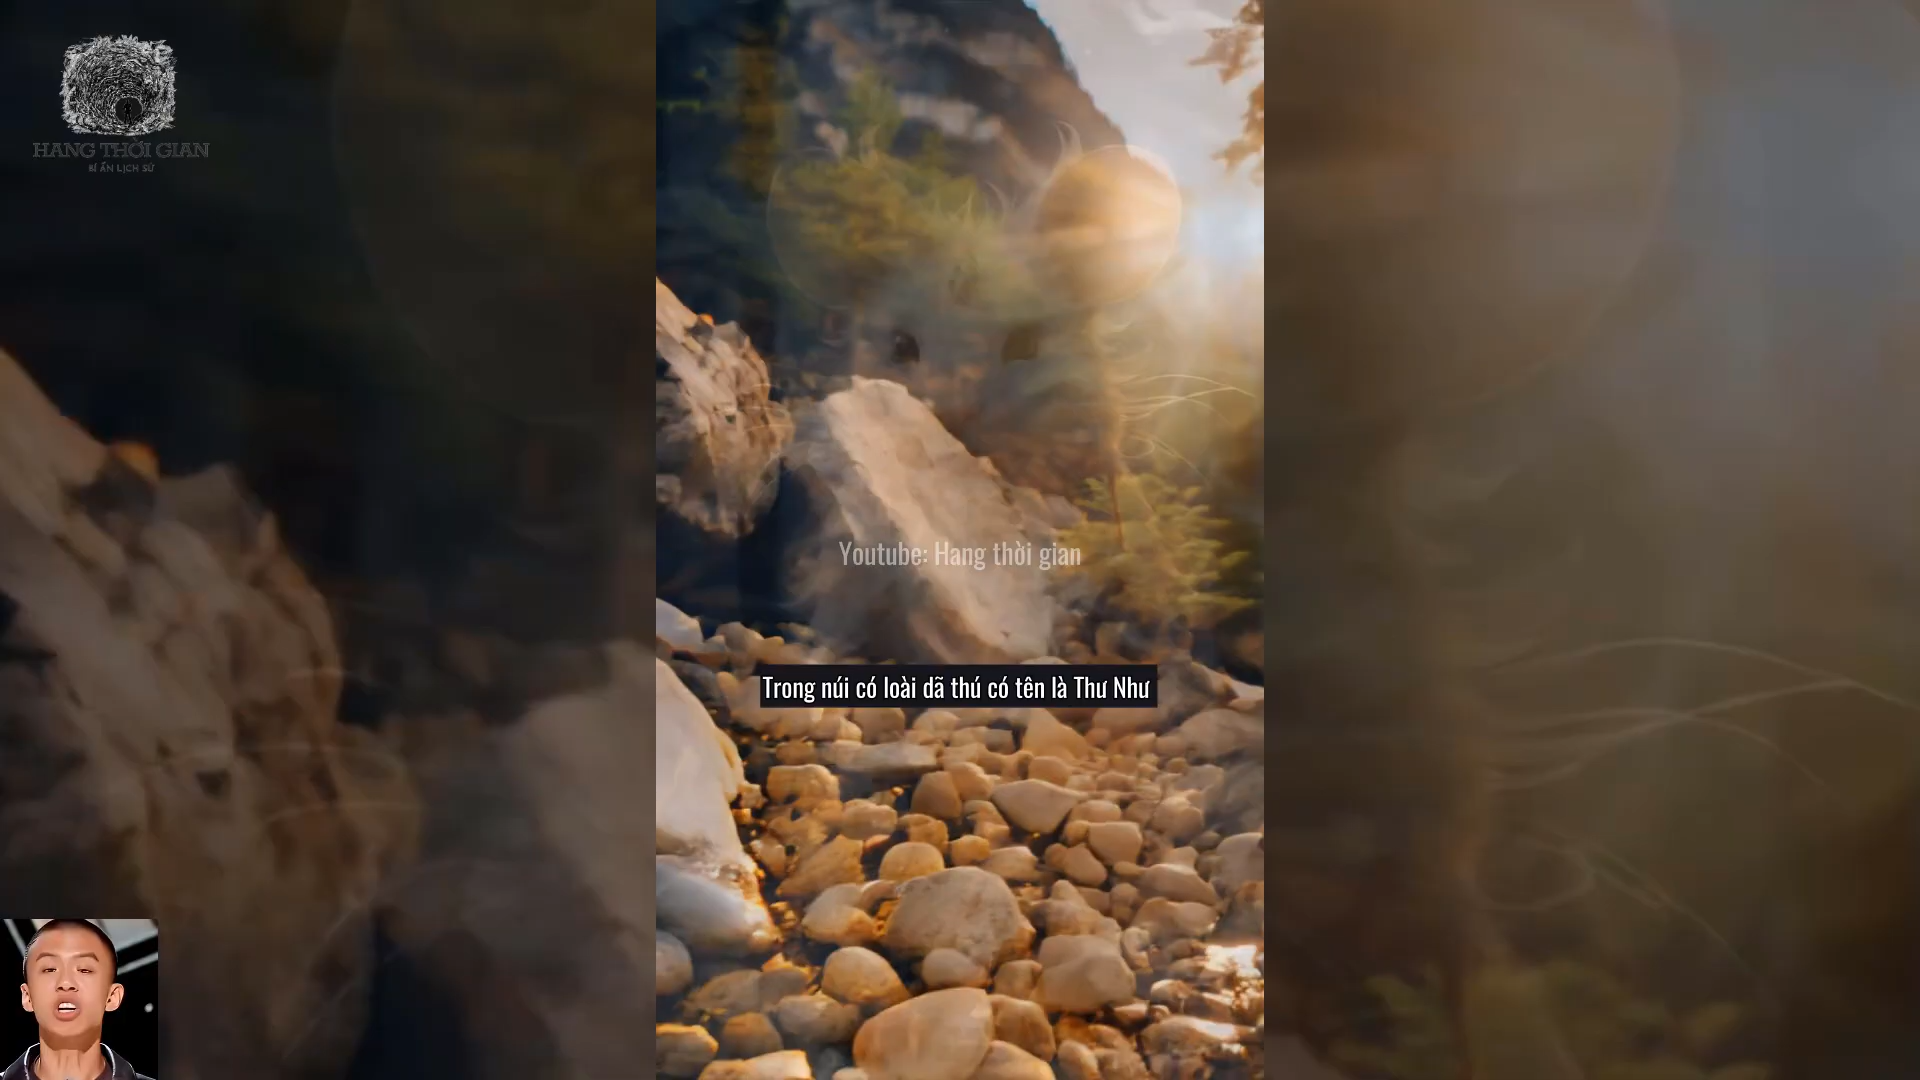 HANG THỜI GIAN
BÍ ẨN LỊCH SỬ
Youtube: Hang thời gian
Trong núi có loài dã thú có tên là Thư Như